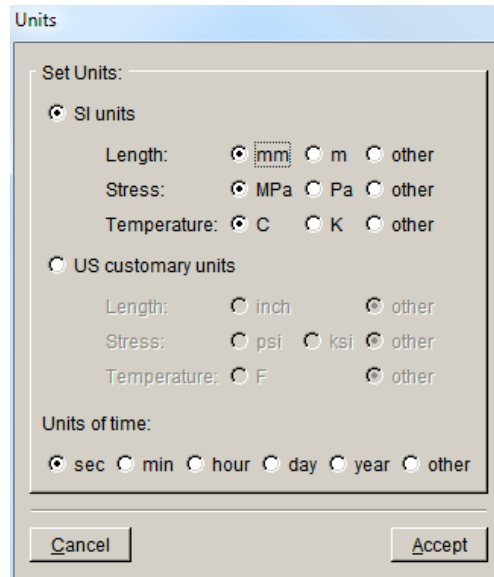 Units
Set Units:
SI units
Length: mm m other
Stress: MPa Pa other
Temperature: C K other
US customary units
Length: inch other
Stress: psi ksi other
Temperature: F other
Units of time:
sec min hour day year other
Cancel Accept